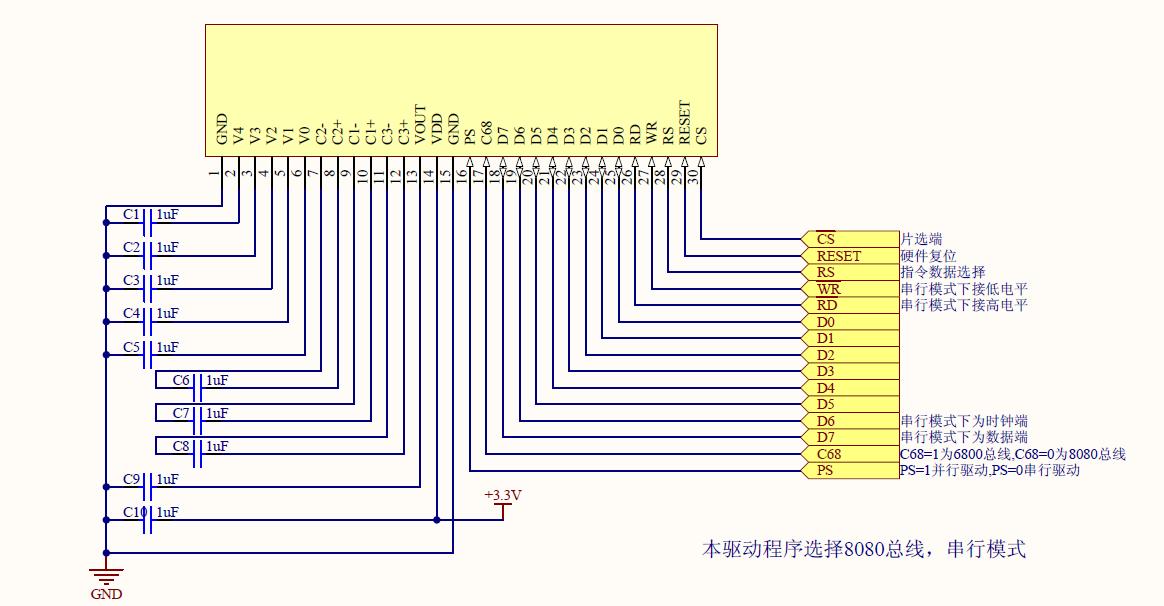 GND
V4
V3
V2
V1
V0
C2-
C2+
C1-
C1+
C3-
C3+
VOUT
VDD
GND
PS
C68
D7
D6
D5
D4
D3
D2
D1
D0
RD
WR
RS
RESET
CS
1
2
3
4
5
6
7
8
9
10
11
12
13
14
15
16
17
18
19
20
21
22
23
24
25
26
27
28
29
30
C1 1uF
C2 1uF
C3 1uF
C4 1uF
C5 1uF
C6 1uF
C7 1uF
C8 1uF
C9 1uF
C10 1uF
+3.3V
GND
CS 片选端
RESET 硬件复位
RS 指令数据选择
WR 串行模式下接低电平
RD 串行模式下接高电平
D0
D1
D2
D3
D4
D5
D6 串行模式下为时钟端
D7 串行模式下为数据端
C68 C68=1为6800总线,C68=0为8080总线
PS PS=1并行驱动,PS=0串行驱动
本驱动程序选择8080总线，串行模式